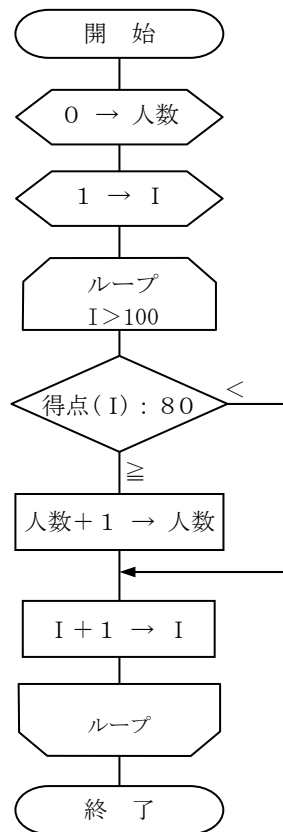 開　始
０ → 人数
１ → Ｉ
ループ
Ｉ＞100
得点(Ｉ)：８０
＜
≧
人数＋１ → 人数
Ｉ＋１ → Ｉ
ループ
終　了